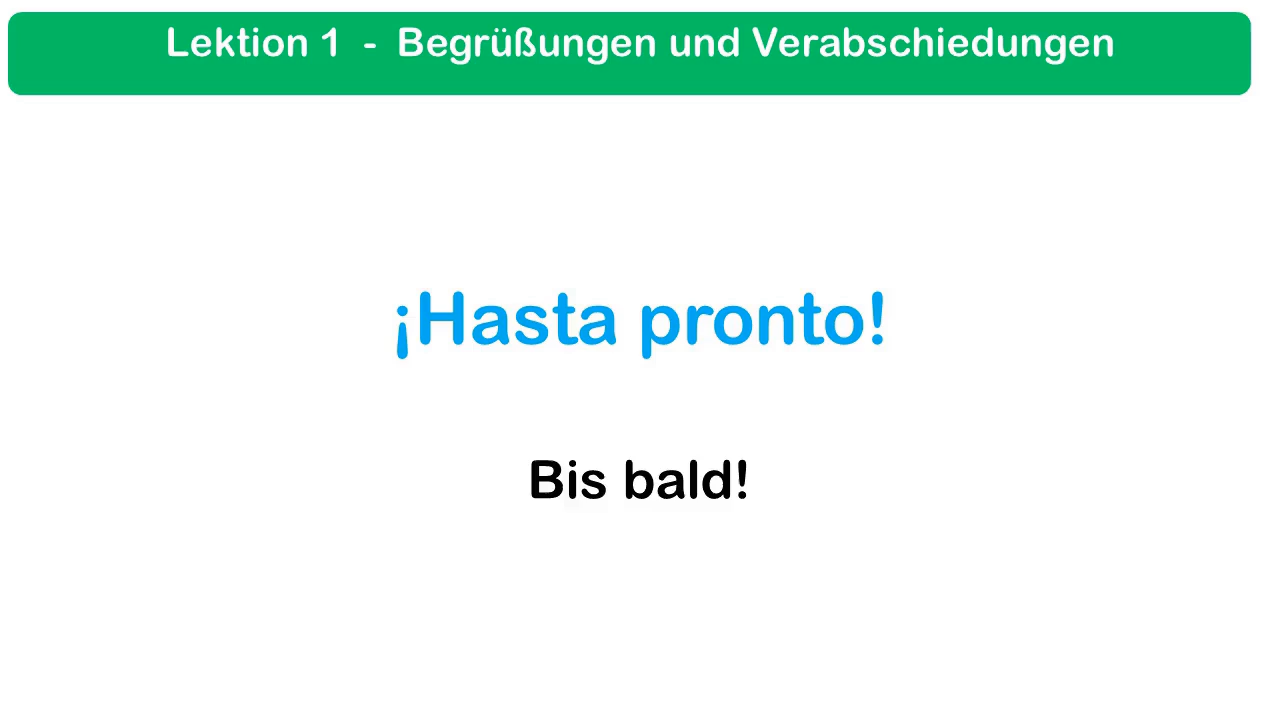 Lektion 1 - Begrüßungen und Verabschiedungen
¡Hasta pronto!
Bis bald!